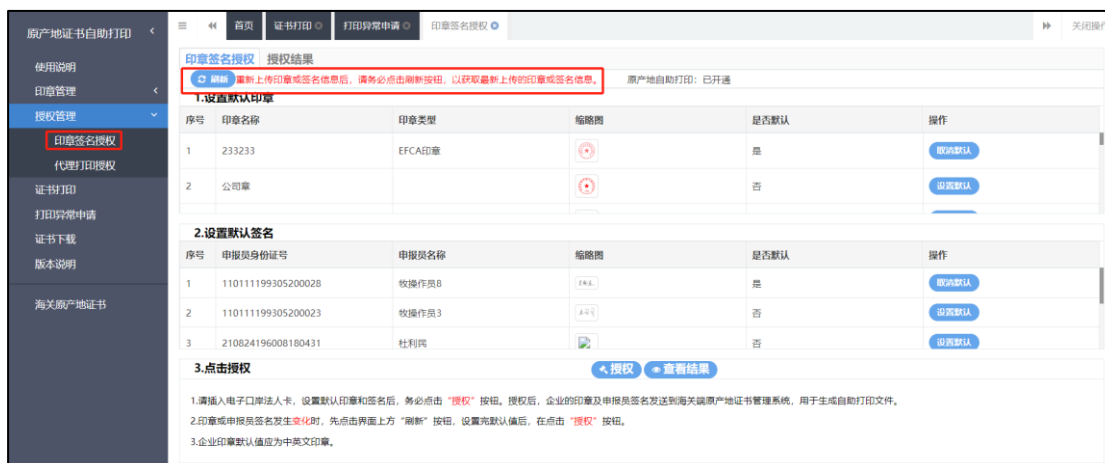 原产地证书自助打印
首页 证书打印 打印异常申请 印章签名授权 关闭操作
使用说明
印章管理
授权管理
印章签名授权
代理打印授权
证书打印
打印异常申请
证书下载
版本说明
海关原产地证书
印章签名授权 授权结果
刷新 重新上传印章或签名信息后，请务必点击刷新按钮，以获取最新上传的印章或签名信息。 原产地自助打印：已开通
1.设置默认印章
序号 印章名称 印章类型 缩略图 是否默认 操作
1 233233 EFCA印章 是 取消默认
2 公司章 否 设置默认
2.设置默认签名
序号 申报员身份证号 申报员名称 缩略图 是否默认 操作
1 110111199305200028 牧操作员8 是 取消默认
2 110111199305200023 牧操作员3 否 设置默认
3 210824196008180431 杜利民 否 设置默认
3.点击授权 授权 查看结果
1.请插入电子口岸法人卡，设置默认印章和签名后，务必点击“授权”按钮。授权后，企业的印章及申报员签名发送到海关端原产地证书管理系统，用于生成自助打印文件。
2.印章或申报员签名发生变化时，先点击界面上方“刷新”按钮，设置完默认值后，在点击“授权”按钮。
3.企业印章默认值应为中英文印章。